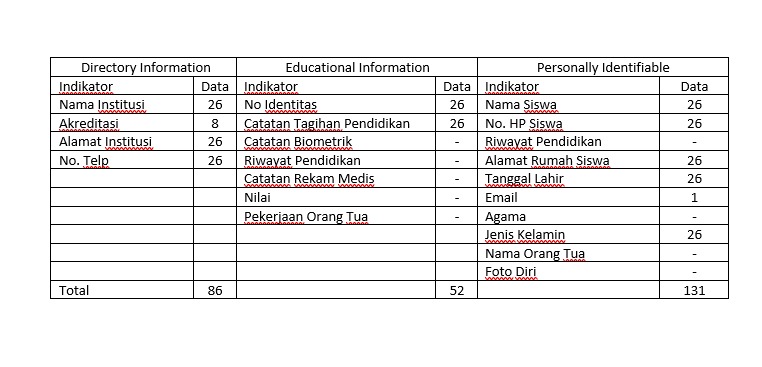 Directory Information Educational Information Personally Identifiable
Indikator Data Indikator Data Indikator Data
Nama Institusi 26 No Identitas 26 Nama Siswa 26
Akreditasi 8 Catatan Tagihan Pendidikan 26 No. HP Siswa 26
Alamat Institusi 26 Catatan Biometrik - Riwayat Pendidikan -
No. Telp 26 Riwayat Pendidikan - Alamat Rumah Siswa 26
Catatan Rekam Medis - Tanggal Lahir 26
Nilai - Email 1
Pekerjaan Orang Tua - Agama -
Jenis Kelamin 26
Nama Orang Tua -
Foto Diri -
Total 86 52 131